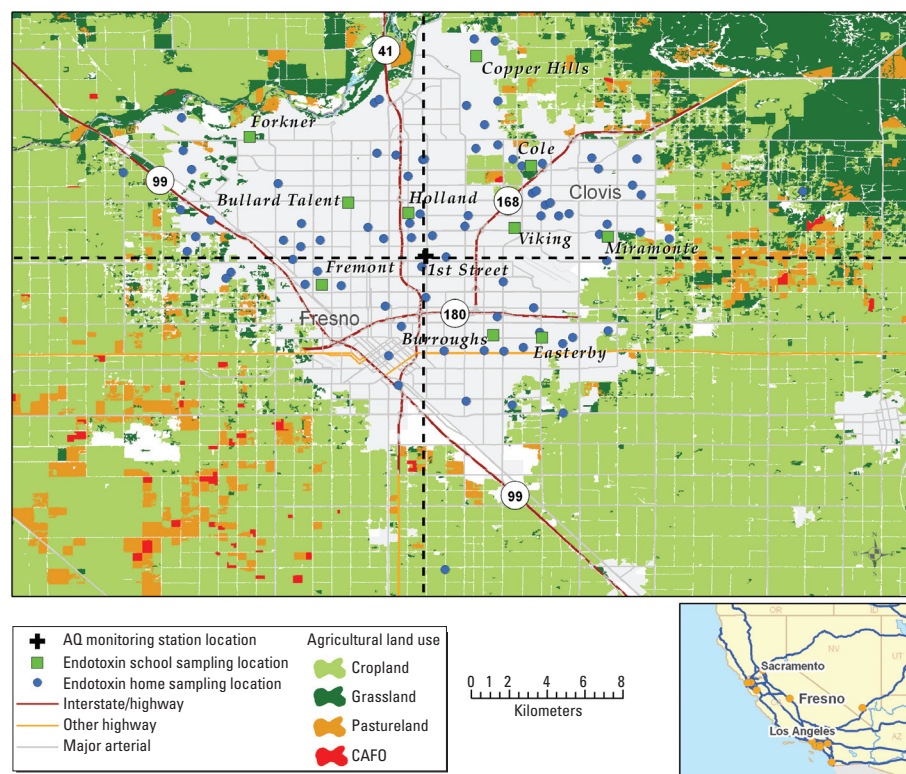 41
Copper Hills
Forkner
Cole
99
168
Clovis
Bullard Talent
Holland
Viking
Miramonte
Fremont
1st Street
Fresno
180
Burroughs
Easterby
99
AQ monitoring station location
Endotoxin school sampling location
Endotoxin home sampling location
Interstate/highway
Other highway
Major arterial
Agricultural land use
Cropland
Grassland
Pastureland
CAFO
0 1 2 4 6 8
Kilometers
OR
ID
NV
UT
Sacramento
Fresno
Los Angeles
AZ